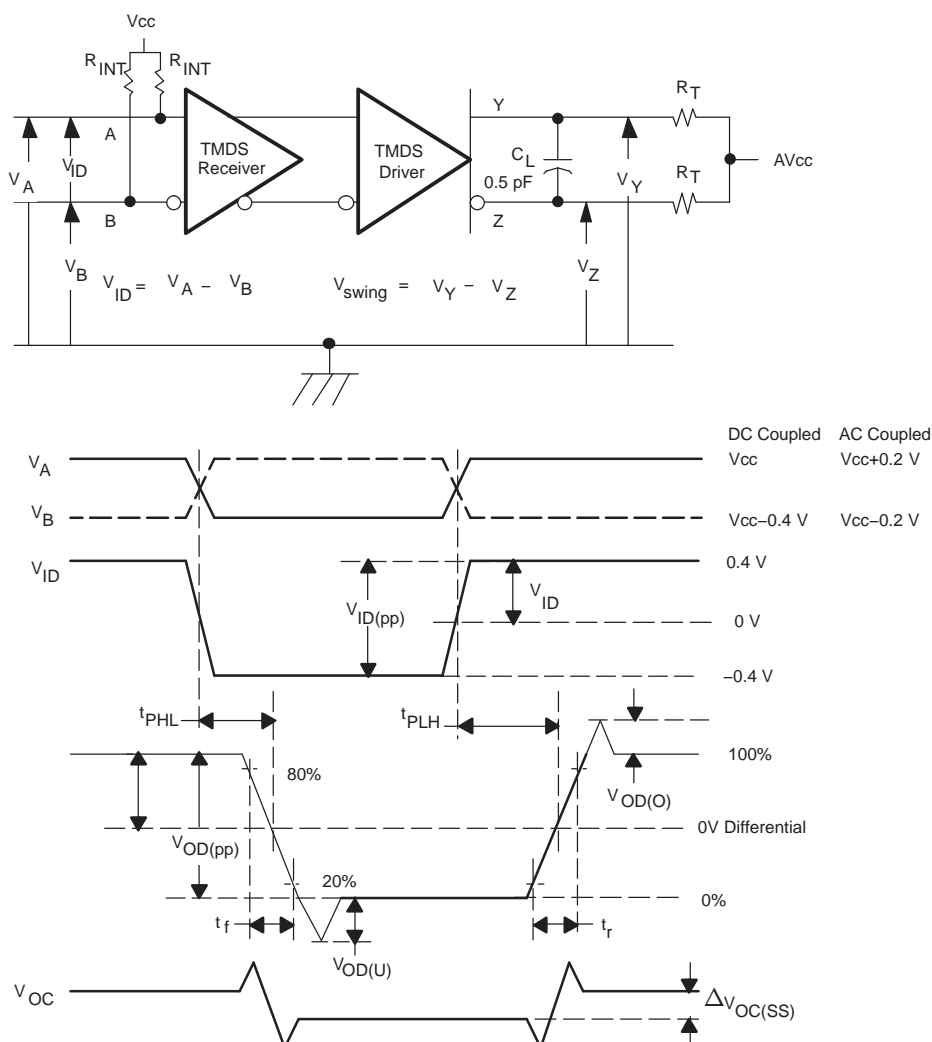 Vcc
RINT RINT
A
VA
VID
TMDS
Receiver
B
VB
VID = VA − VB
TMDS
Driver
Y
CL
0.5 pF
Z
Vswing = VY − VZ
VZ
VY
RT
RT
AVcc
DC Coupled AC Coupled
VA Vcc Vcc+0.2 V
VB Vcc−0.4 V Vcc−0.2 V
VID 0.4 V
VID(pp) VID
0 V
−0.4 V
tPHL tPLH
80% 100%
VOD(O)
VOD(pp) 0V Differential
20% 0%
tf tr
VOD(U)
VOC ΔVOC(SS)